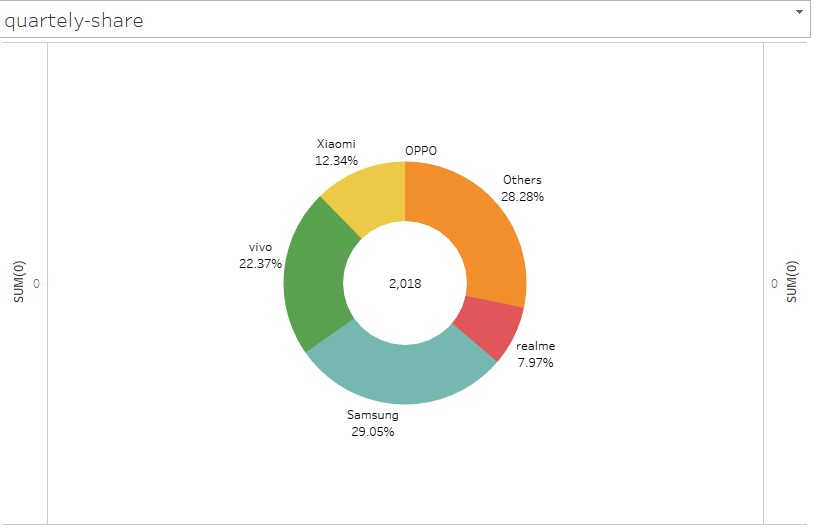 quartely-share
Xiaomi
12.34%
OPPO
Others
28.28%
vivo
22.37%
SUM(0)
0
2,018
0
SUM(0)
realme
7.97%
Samsung
29.05%